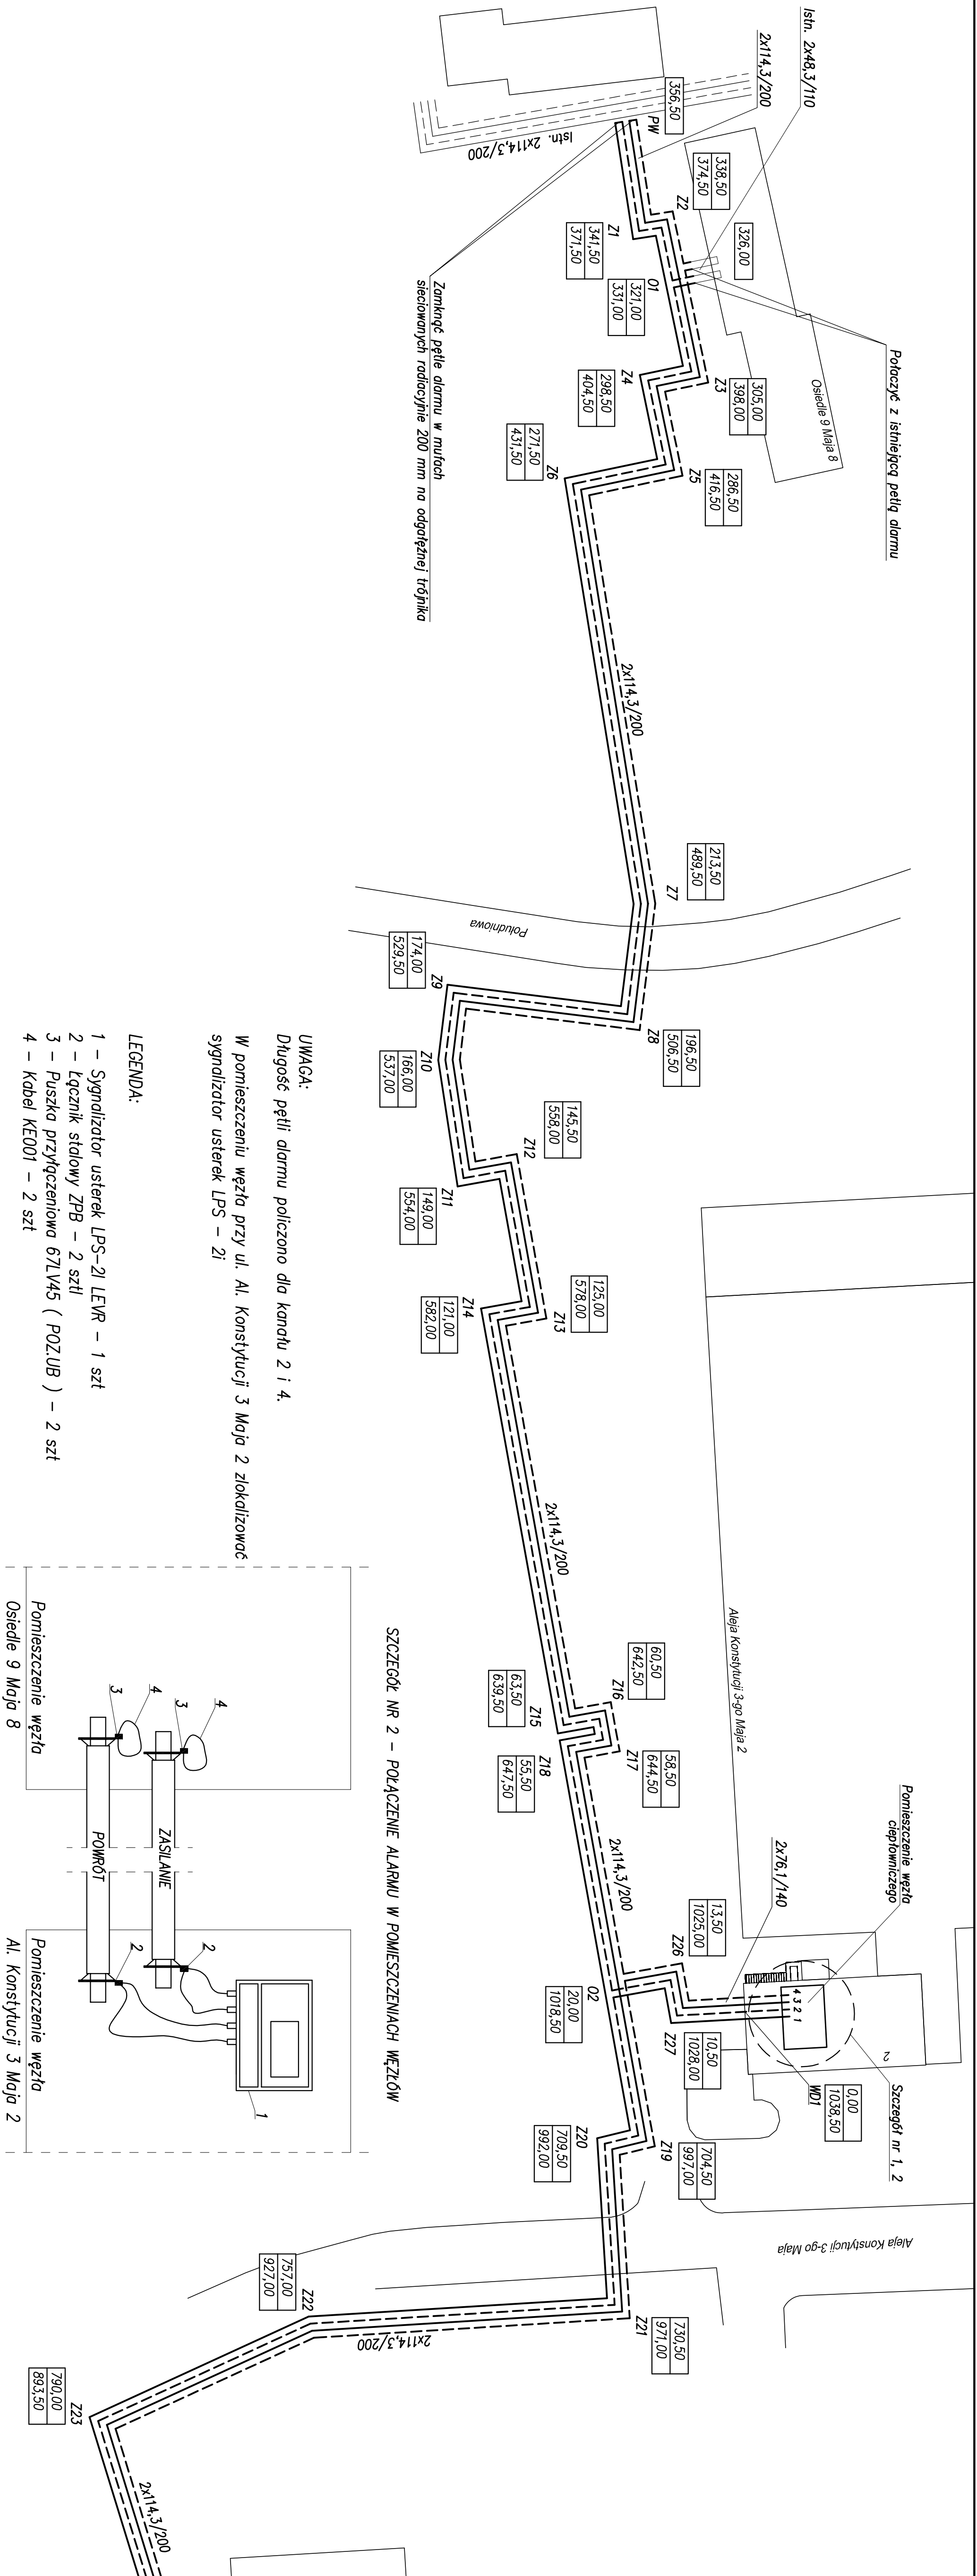 Istn. 2x48,3/110
2x114,3/200
Istn. 2x114,3/200
Połączyć z istniejącą pętlą alarmu
Osiedle 9 Maja 8
Zamknąć pętle alarmu w mufach
sieciowanych radiacyjnie 200 mm na odgałęźnej trójnika
PW
356,50
Z1
341,50
371,50
Z2
338,50
374,50
326,00
O1
321,00
331,00
Z3
305,00
398,00
Z4
298,50
404,50
Z5
286,50
416,50
Z6
271,50
431,50
2x114,3/200
Z7
213,50
489,50
Południowa
Z8
196,50
506,50
Z9
174,00
529,50
Z10
166,00
537,00
Z11
149,00
554,00
Z12
145,50
558,00
Z13
125,00
578,00
Z14
121,00
582,00
2x114,3/200
Z15
63,50
639,50
Z16
60,50
642,50
Z17
58,50
644,50
Z18
55,50
647,50
Aleja Konstytucji 3-go Maja 2
2x114,3/200
Pomieszczenie węzła
ciepłowniczego
2x76,1/140
Z26
13,50
1025,00
4 3 2 1
2
O2
20,00
1018,50
Z27
10,50
1028,00
WD1
0,00
1038,50
Szczegół nr 1, 2
Z19
704,50
997,00
Z20
709,50
992,00
Aleja Konstytucji 3-go Maja
Z21
730,50
971,00
Z22
757,00
927,00
2x114,3/200
Z23
790,00
893,50
2x114,3/200
UWAGA:
Długość pętli alarmu policzono dla kanału 2 i 4.
W pomieszczeniu węzła przy ul. Al. Konstytucji 3 Maja 2 zlokalizować
sygnalizator usterek LPS - 2i
LEGENDA:
1 - Sygnalizator usterek LPS-2I LEVR - 1 szt
2 - Łącznik stalowy ZPB - 2 sztl
3 - Puszka przyłączeniowa 67LV45 ( POZ.UB ) - 2 szt
4 - Kabel KE001 - 2 szt
SZCZEGÓŁ NR 2 - POŁĄCZENIE ALARMU W POMIESZCZENIACH WĘZŁÓW
4
3
4
3
ZASILANIE
POWRÓT
2
2
1
Pomieszczenie węzła
Osiedle 9 Maja 8
Pomieszczenie węzła
Al. Konstytucji 3 Maja 2